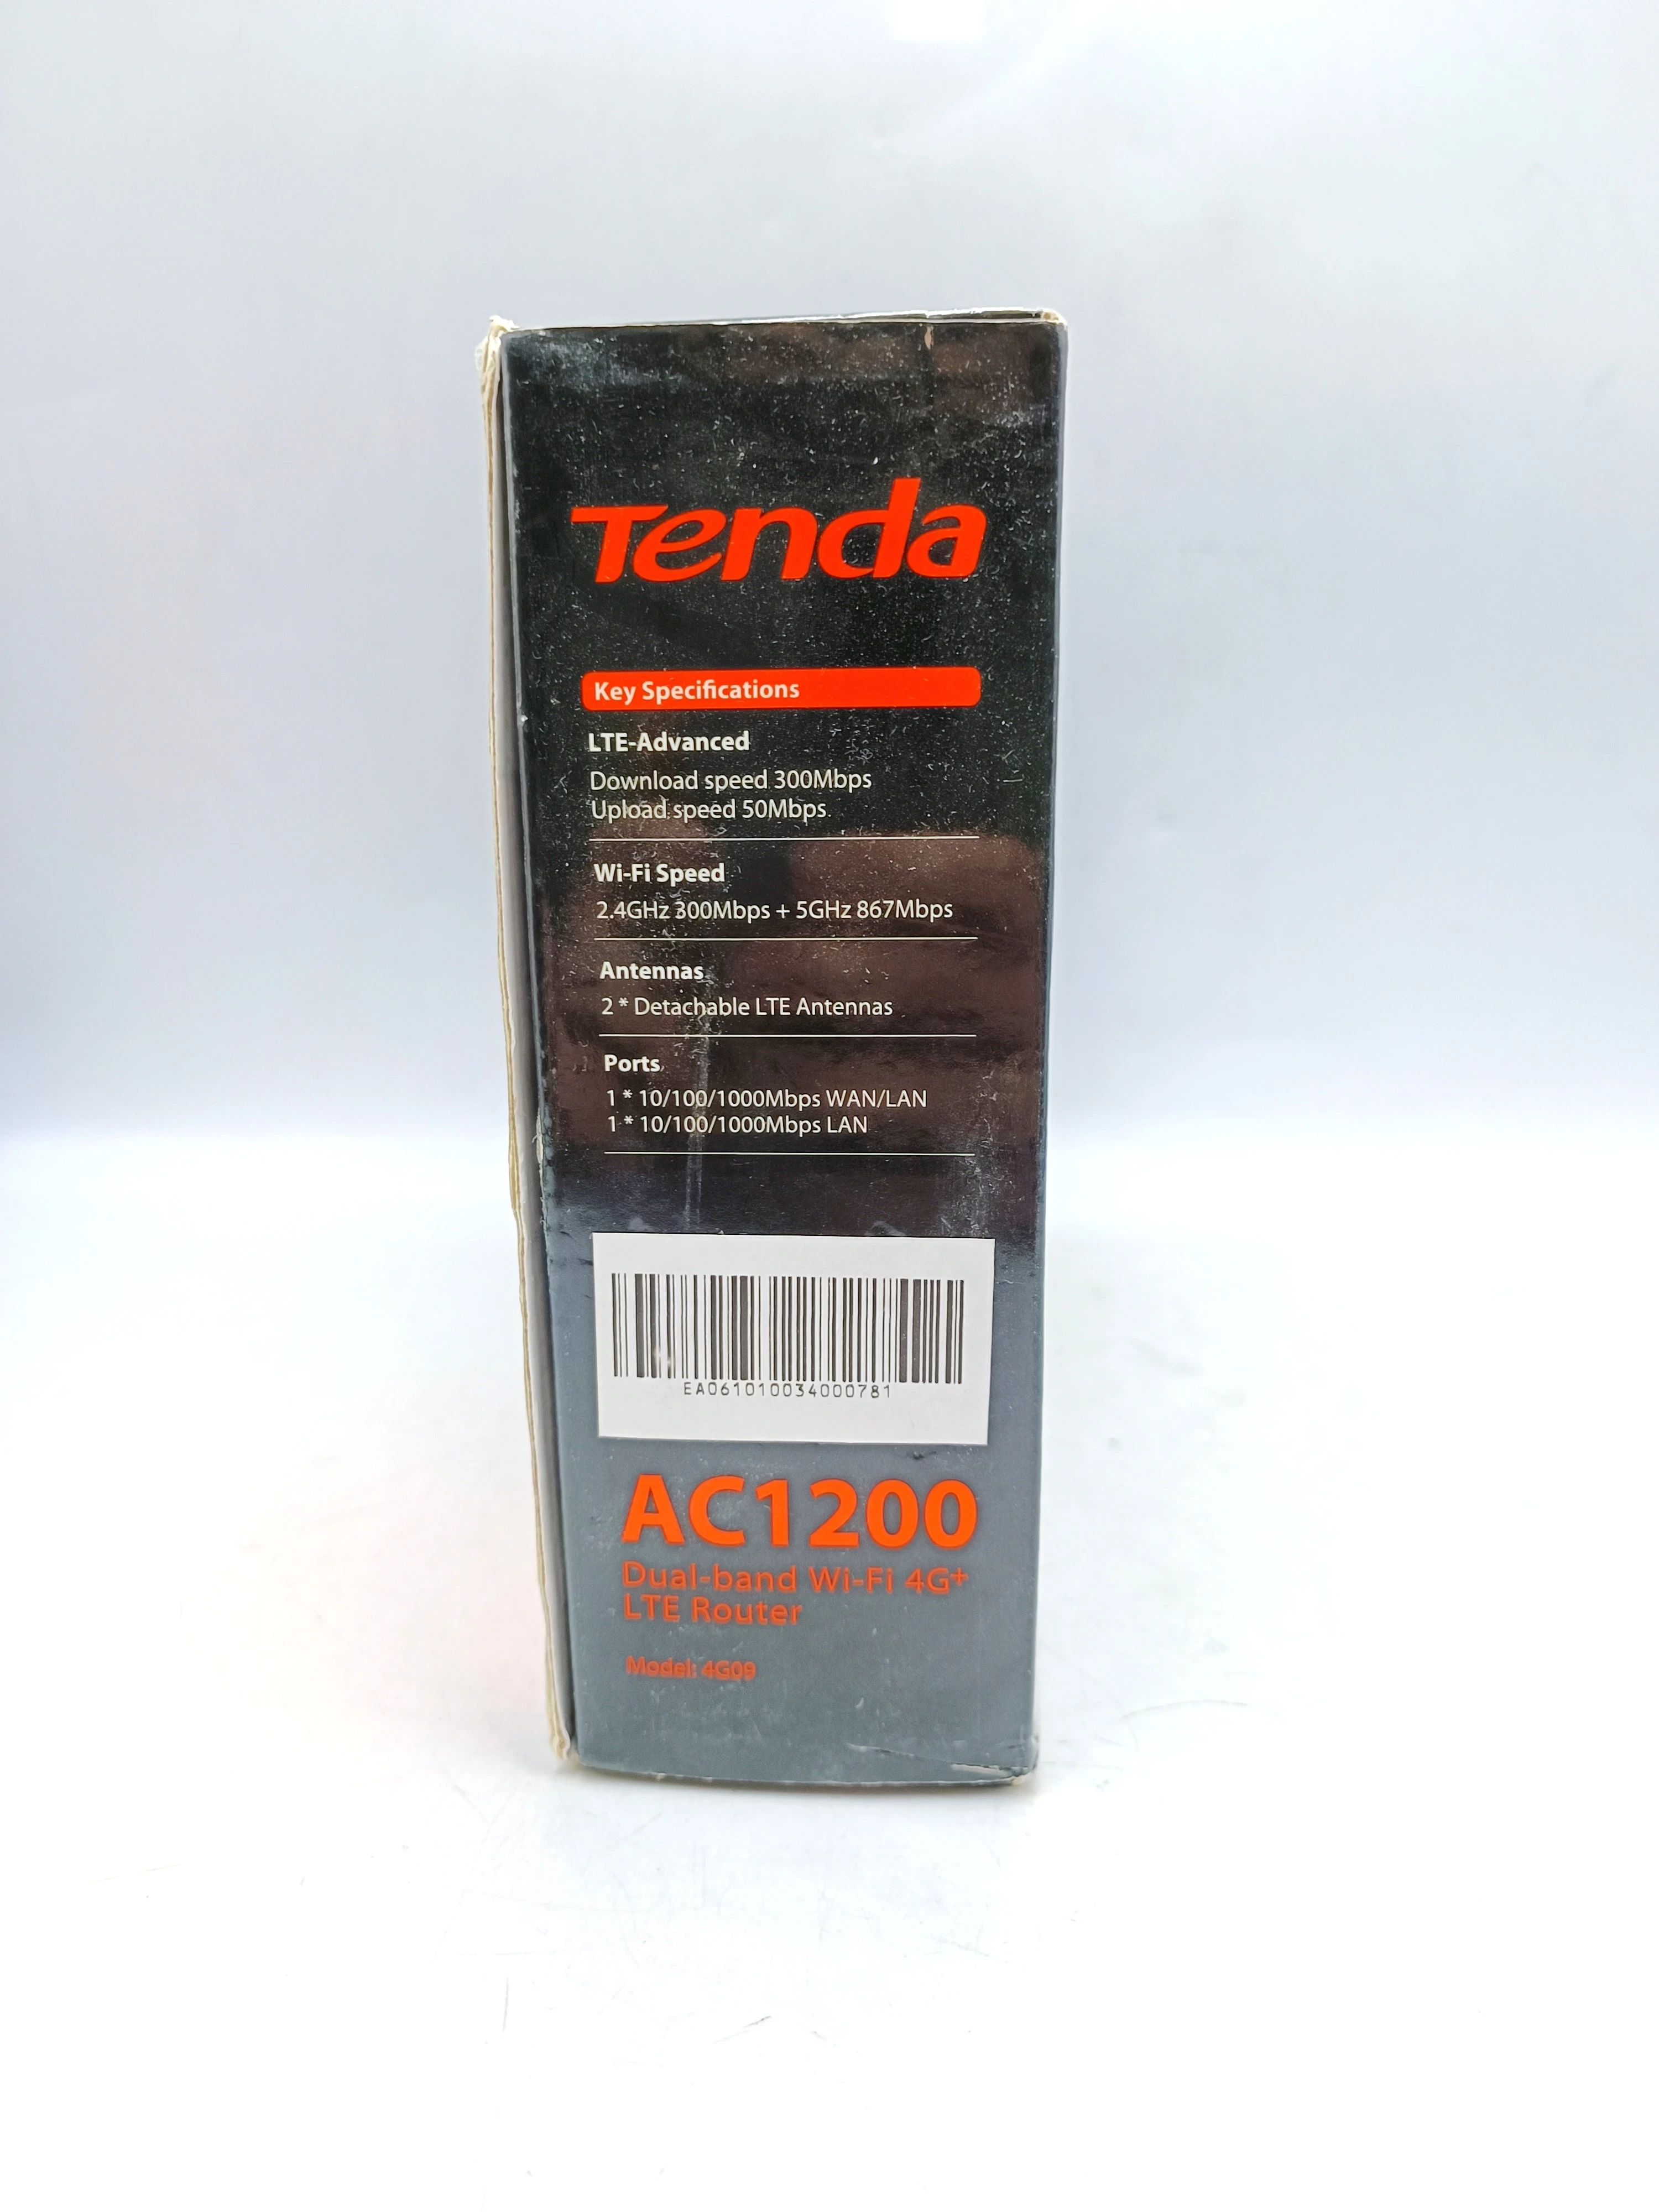 Tenda
Key Specifications
LTE-Advanced
Download speed 300Mbps
Upload speed 50Mbps
Wi-Fi Speed
2.4GHz 300Mbps + 5GHz 867Mbps
Antennas
2 * Detachable LTE Antennas
Ports
1 * 10/100/1000Mbps WAN/LAN
1 * 10/100/1000Mbps LAN
EA061010034000781
AC1200
Dual-band Wi-Fi 4G+
LTE Router
Model: 4G09